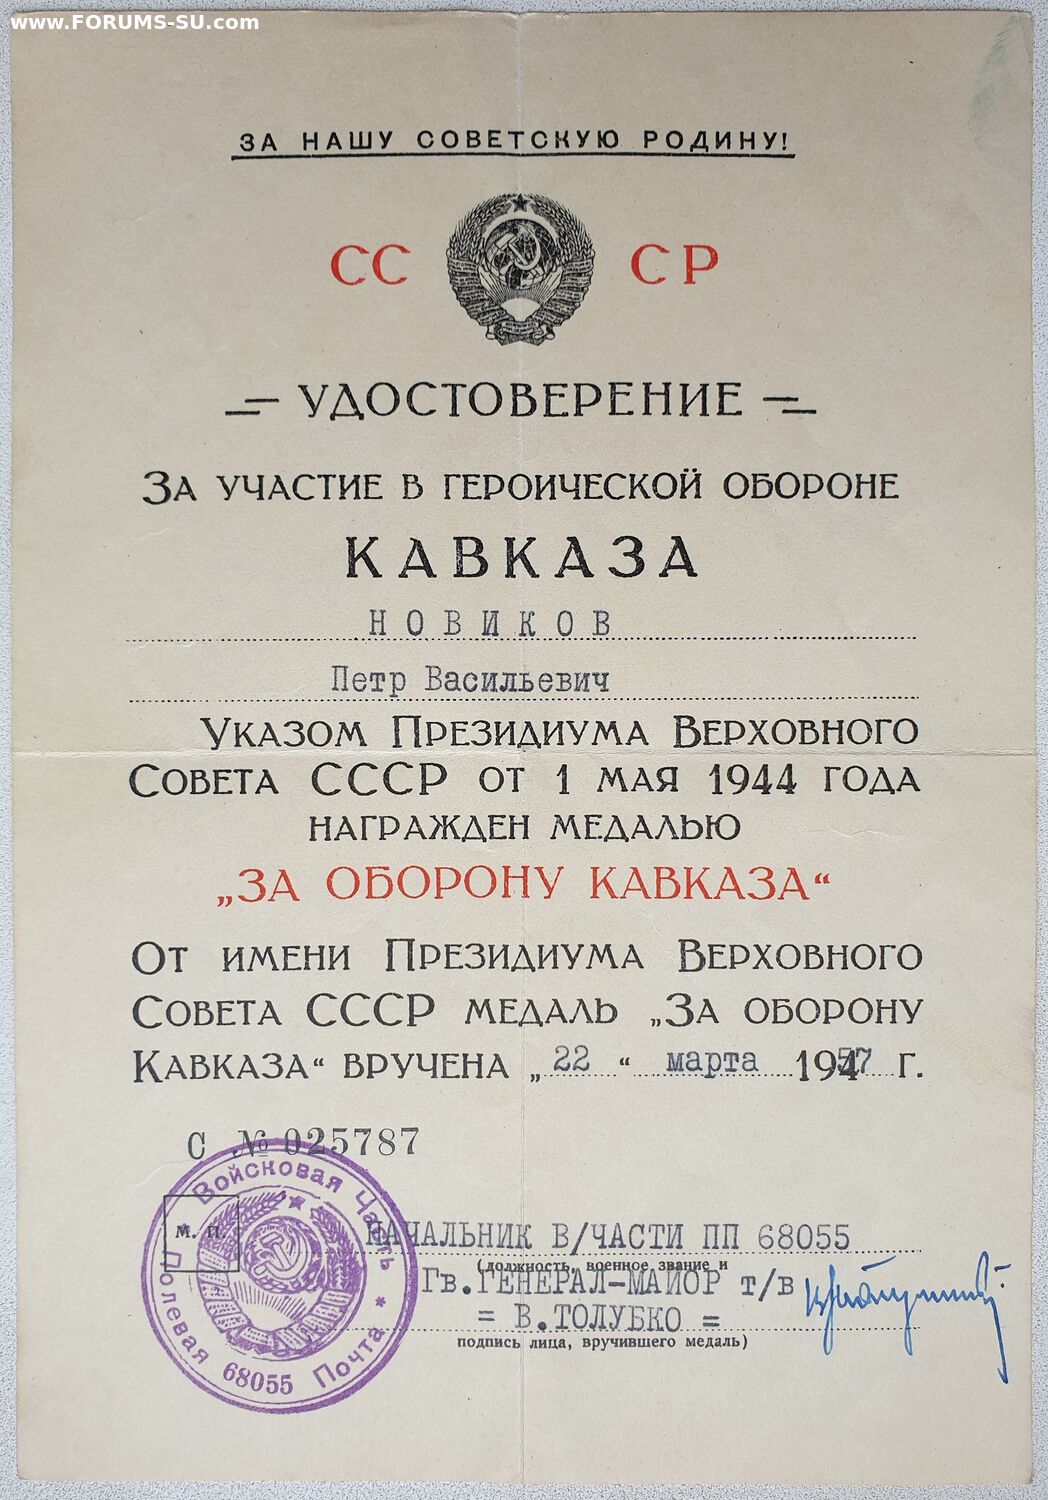 www.FORUMS-SU.com
ЗА НАШУ СОВЕТСКУЮ РОДИНУ!
СС СР
УДОСТОВЕРЕНИЕ
ЗА УЧАСТИЕ В ГЕРОИЧЕСКОЙ ОБОРОНЕ
КАВКАЗА
НОВИКОВ
Петр Васильевич
УКАЗОМ ПРЕЗИДИУМА ВЕРХОВНОГО
СОВЕТА СССР ОТ 1 МАЯ 1944 ГОДА
НАГРАЖДЕН МЕДАЛЬЮ
„ЗА ОБОРОНУ КАВКАЗА“
ОТ ИМЕНИ ПРЕЗИДИУМА ВЕРХОВНОГО
СОВЕТА СССР МЕДАЛЬ „ЗА ОБОРОНУ
КАВКАЗА“ ВРУЧЕНА „22“ марта 1957 Г.
С № 025787
Войсковая Часть
Полевая Почта
68055
м. п.
НАЧАЛЬНИК В/ЧАСТИ ПП 68055
(должность, военное звание и
Гв.ГЕНЕРАЛ-МАЙОР т/в
= В.ТОЛУБКО =
подпись лица, вручившего медаль)